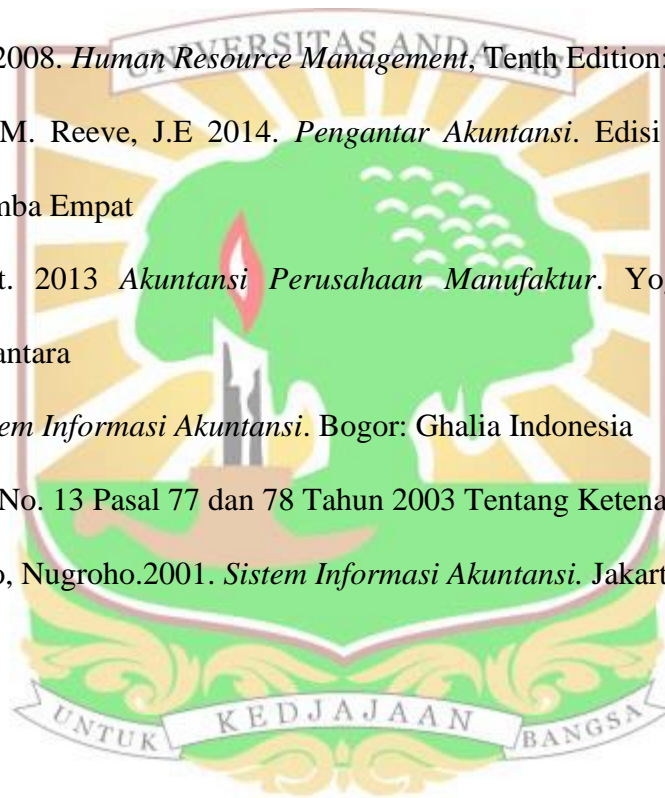 UNIVERSITAS ANDALAS
2008. Human Resource Management, Tenth Edition:
M. Reeve, J.E 2014. Pengantar Akuntansi. Edisi
mba Empat
t. 2013 Akuntansi Perusahaan Manufaktur. Yo
antara
em Informasi Akuntansi. Bogor: Ghalia Indonesia
No. 13 Pasal 77 dan 78 Tahun 2003 Tentang Ketena
o, Nugroho.2001. Sistem Informasi Akuntansi. Jakart
UNTUK KEDJAJAAN BANGSA